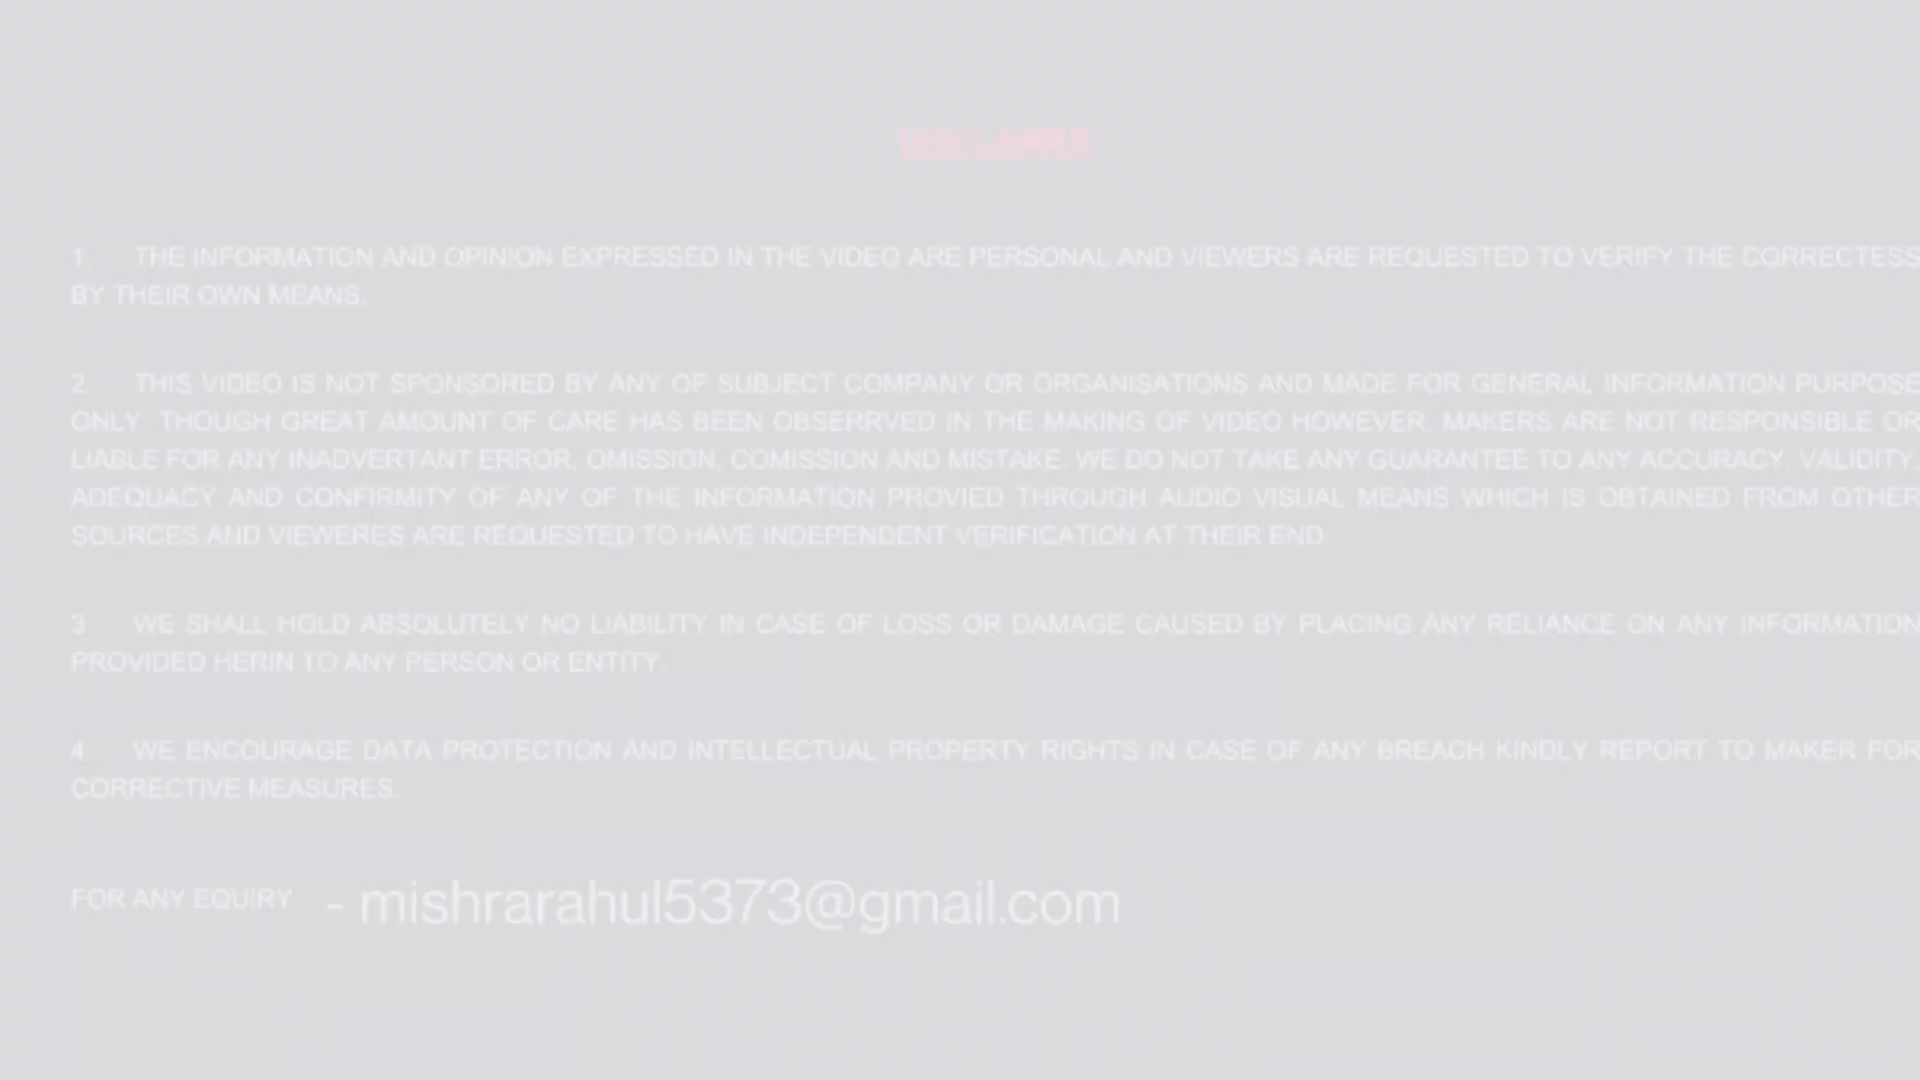 1. THE INFORMATION AND OPINION EXPRESSED IN THE VIDEO ARE PERSONAL AND VIEWERS ARE REQUESTED TO VERIFY THE CORRECTESS
BY THEIR OWN MEANS.
2. THIS VIDEO IS NOT SPONSORED BY ANY OF SUBJECT COMPANY OR ORGANISATIONS AND MADE FOR GENERAL INFORMATION PURPOSE
ONLY. THOUGH GREAT AMOUNT OF CARE HAS BEEN OBSERRVED IN THE MAKING OF VIDEO HOWEVER, MAKERS ARE NOT RESPONSIBLE OR
LIABLE FOR ANY INADVERTANT ERROR, OMISSION, COMISSION AND MISTAKE. WE DO NOT TAKE ANY GUARANTEE TO ANY ACCURACY, VALIDITY,
ADEQUACY AND CONFIRMITY OF ANY OF THE INFORMATION PROVIED THROUGH AUDIO VISUAL MEANS WHICH IS OBTAINED FROM OTHER
SOURCES AND VIEWERES ARE REQUESTED TO HAVE INDEPENDENT VERIFICATION AT THEIR END
3. WE SHALL HOLD ABSOLUTELY NO LIABILITY IN CASE OF LOSS OR DAMAGE CAUSED BY PLACING ANY RELIANCE ON ANY INFORMATION
PROVIDED HERIN TO ANY PERSON OR ENTITY.
4. WE ENCOURAGE DATA PROTECTION AND INTELLECTUAL PROPERTY RIGHTS IN CASE OF ANY BREACH KINDLY REPORT TO MAKER FOR
CORRECTIVE MEASURES.
FOR ANY EQUIRY - mishrarahul5373@gmail.com